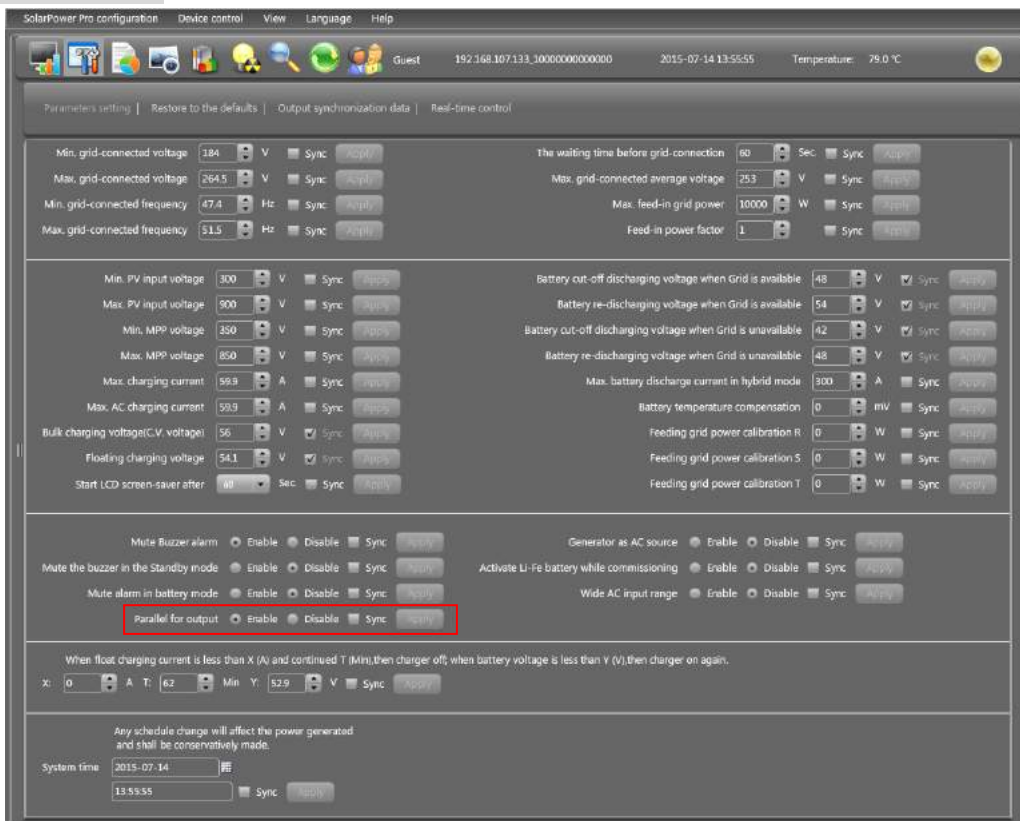 SolarPower Pro configuration Device control View Language Help
Guest 192.168.107.133_10000000000000 2015-07-14 13:55:55 Temperature: 79.0 ℃
Parameters setting | Restore to the defaults | Output synchronization data | Real-time control
Min. grid-connected voltage 184 V Sync Apply The waiting time before grid-connection 60 Sec Sync Apply
Max. grid-connected voltage 264.5 V Sync Apply Max. grid-connected average voltage 253 V Sync Apply
Min. grid-connected frequency 47.4 Hz Sync Apply Max. feed-in grid power 10000 W Sync Apply
Max. grid-connected frequency 51.5 Hz Sync Apply Feed-in power factor 1 Sync Apply
Min. PV input voltage 300 V Sync Apply Battery cut-off discharging voltage when Grid is available 48 V Sync Apply
Max. PV input voltage 900 V Sync Apply Battery re-discharging voltage when Grid is available 54 V Sync Apply
Min. MPP voltage 350 V Sync Apply Battery cut-off discharging voltage when Grid is unavailable 42 V Sync Apply
Max. MPP voltage 850 V Sync Apply Battery re-discharging voltage when Grid is unavailable 48 V Sync Apply
Max. charging current 59.9 A Sync Apply Max. battery discharge current in hybrid mode 300 A Sync Apply
Max. AC charging current 59.9 A Sync Apply Battery temperature compensation 0 mV Sync Apply
Bulk charging voltage(C.V. voltage) 56 V Sync Apply Feeding grid power calibration R 0 W Sync Apply
Floating charging voltage 54.1 V Sync Apply Feeding grid power calibration S 0 W Sync Apply
Start LCD screen-saver after 60 Sec Sync Apply Feeding grid power calibration T 0 W Sync Apply
Mute Buzzer alarm Enable Disable Sync Apply Generator as AC source Enable Disable Sync Apply
Mute the buzzer in the Standby mode Enable Disable Sync Apply Activate Li-Fe battery while commissioning Enable Disable Sync Apply
Mute alarm in battery mode Enable Disable Sync Apply Wide AC input range Enable Disable Sync Apply
Parallel for output Enable Disable Sync Apply
When float charging current is less than X (A) and continued T (Min),then charger off; when battery voltage is less than Y (V),then charger on again.
X: 0 A T: 62 Min Y: 52.9 V Sync Apply
Any schedule change will affect the power generated
and shall be conservatively made.
System time 2015-07-14
13:55:55 Sync Apply